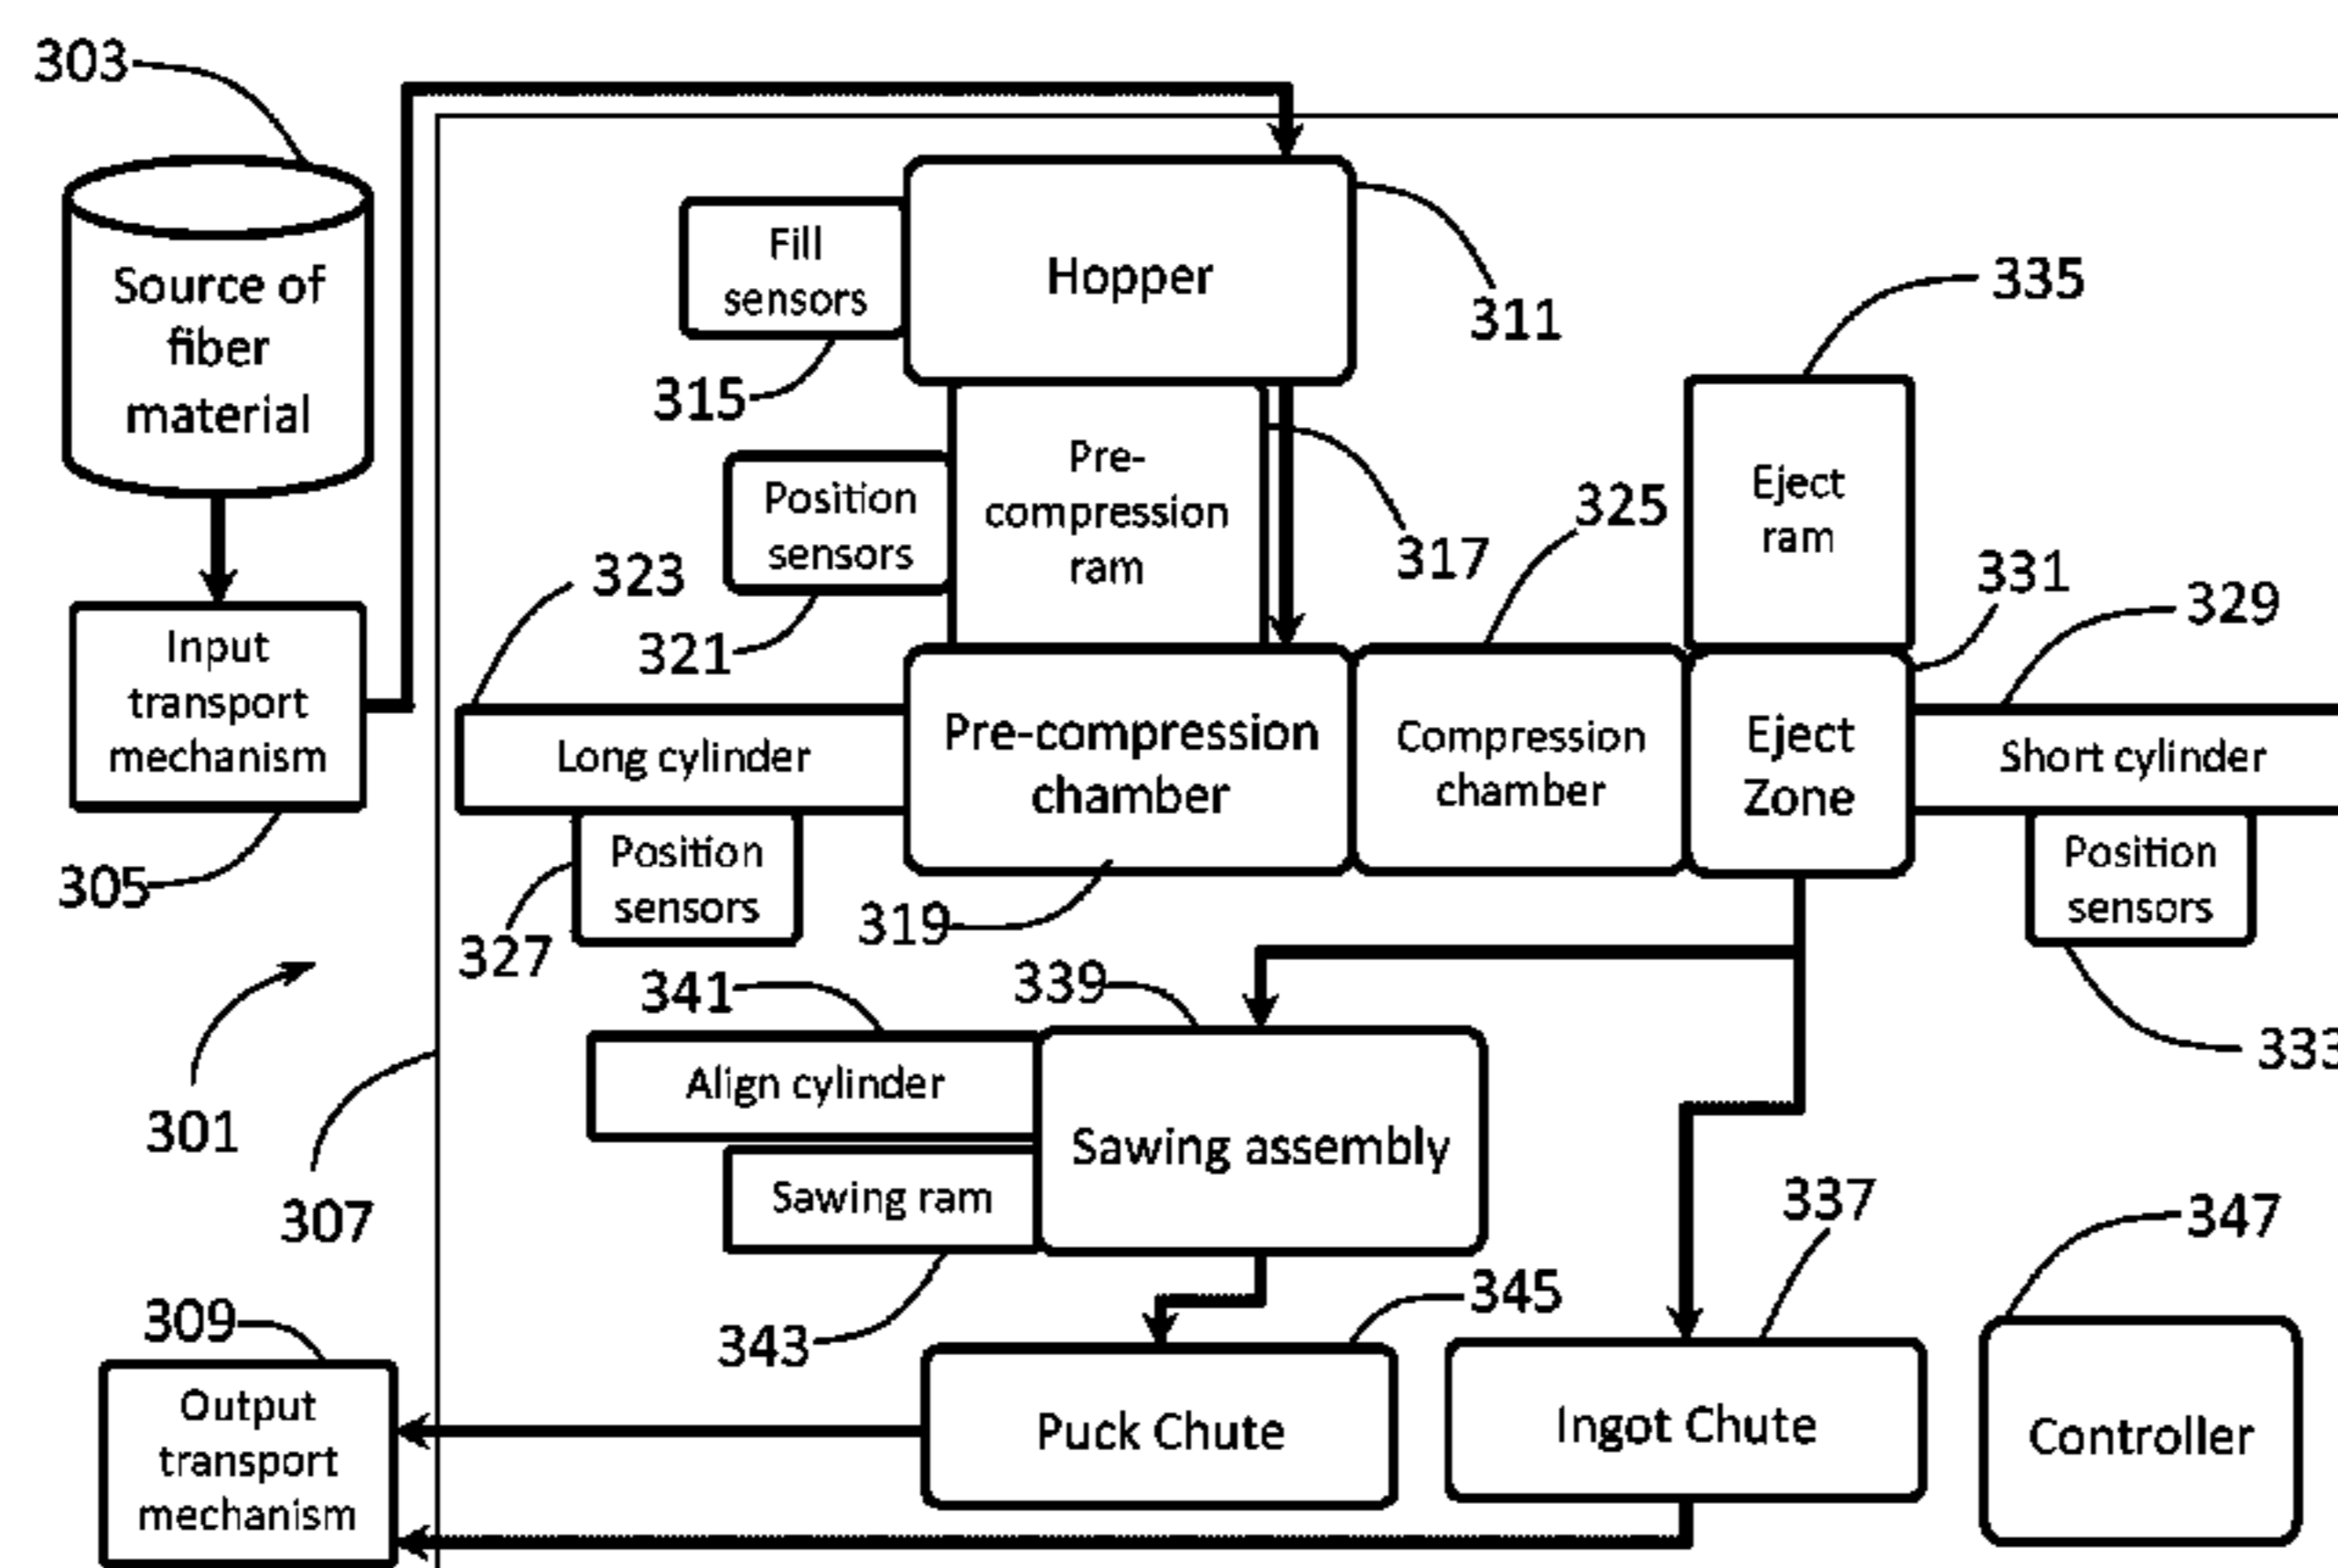 303
Source of
fiber
material
Fill
sensors
Hopper
311
335
315
Pre-
compression
ram
Position
sensors
317
325
Eject
ram
331
329
323
321
Input
transport
mechanism
Long cylinder
Pre-compression
chamber
Compression
chamber
Eject
Zone
Short cylinder
305
Position
sensors
327
319
Position
sensors
333
341
339
301
307
Align cylinder
Sawing assembly
Sawing ram
337
347
309
343
345
Output
transport
mechanism
Puck Chute
Ingot Chute
Controller